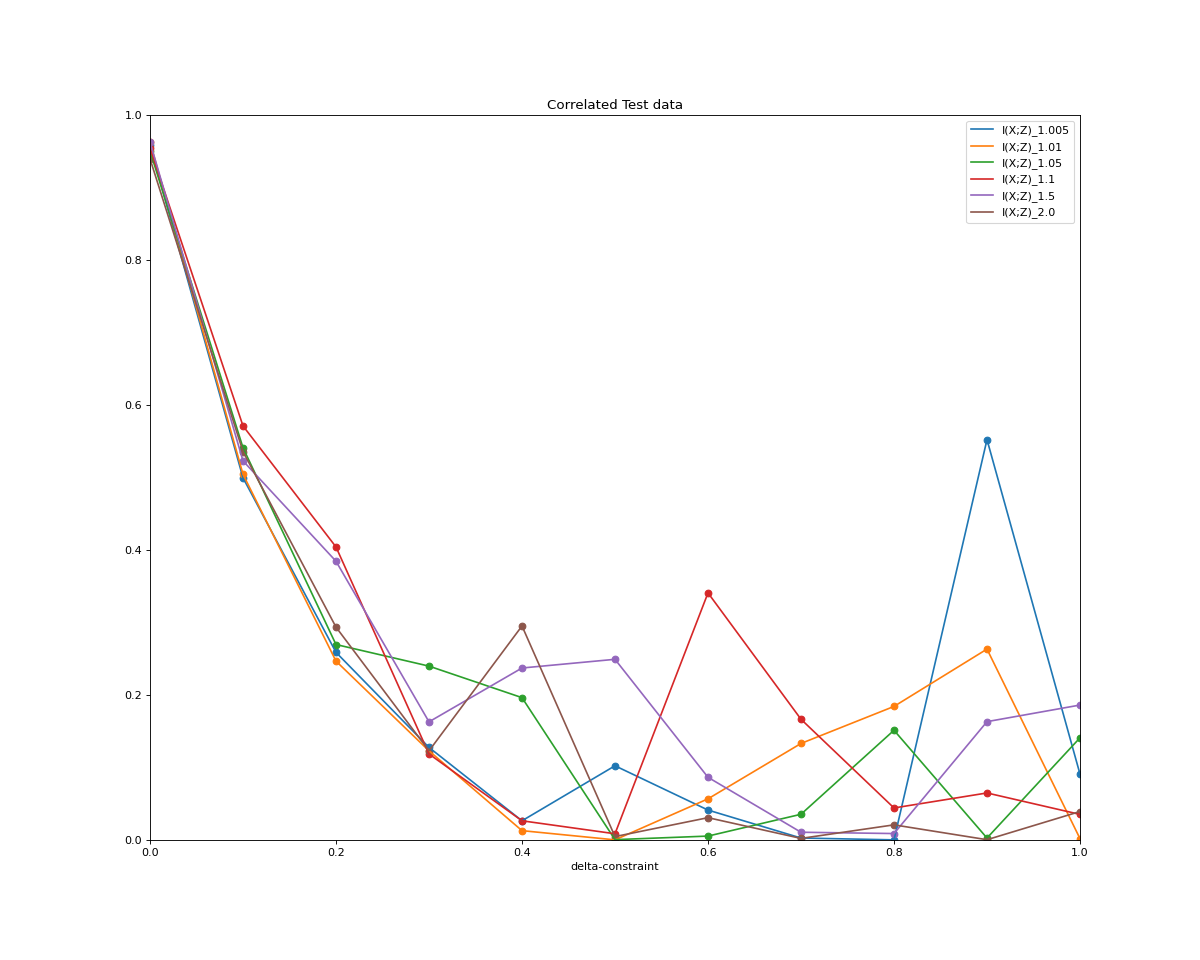 Correlated Test data
1.0
0.8
0.6
0.4
0.2
0.0
I(X;Z)_1.005
I(X;Z)_1.01
I(X;Z)_1.05
I(X;Z)_1.1
I(X;Z)_1.5
I(X;Z)_2.0
0.0 0.2 0.4 0.6 0.8 1.0
delta-constraint